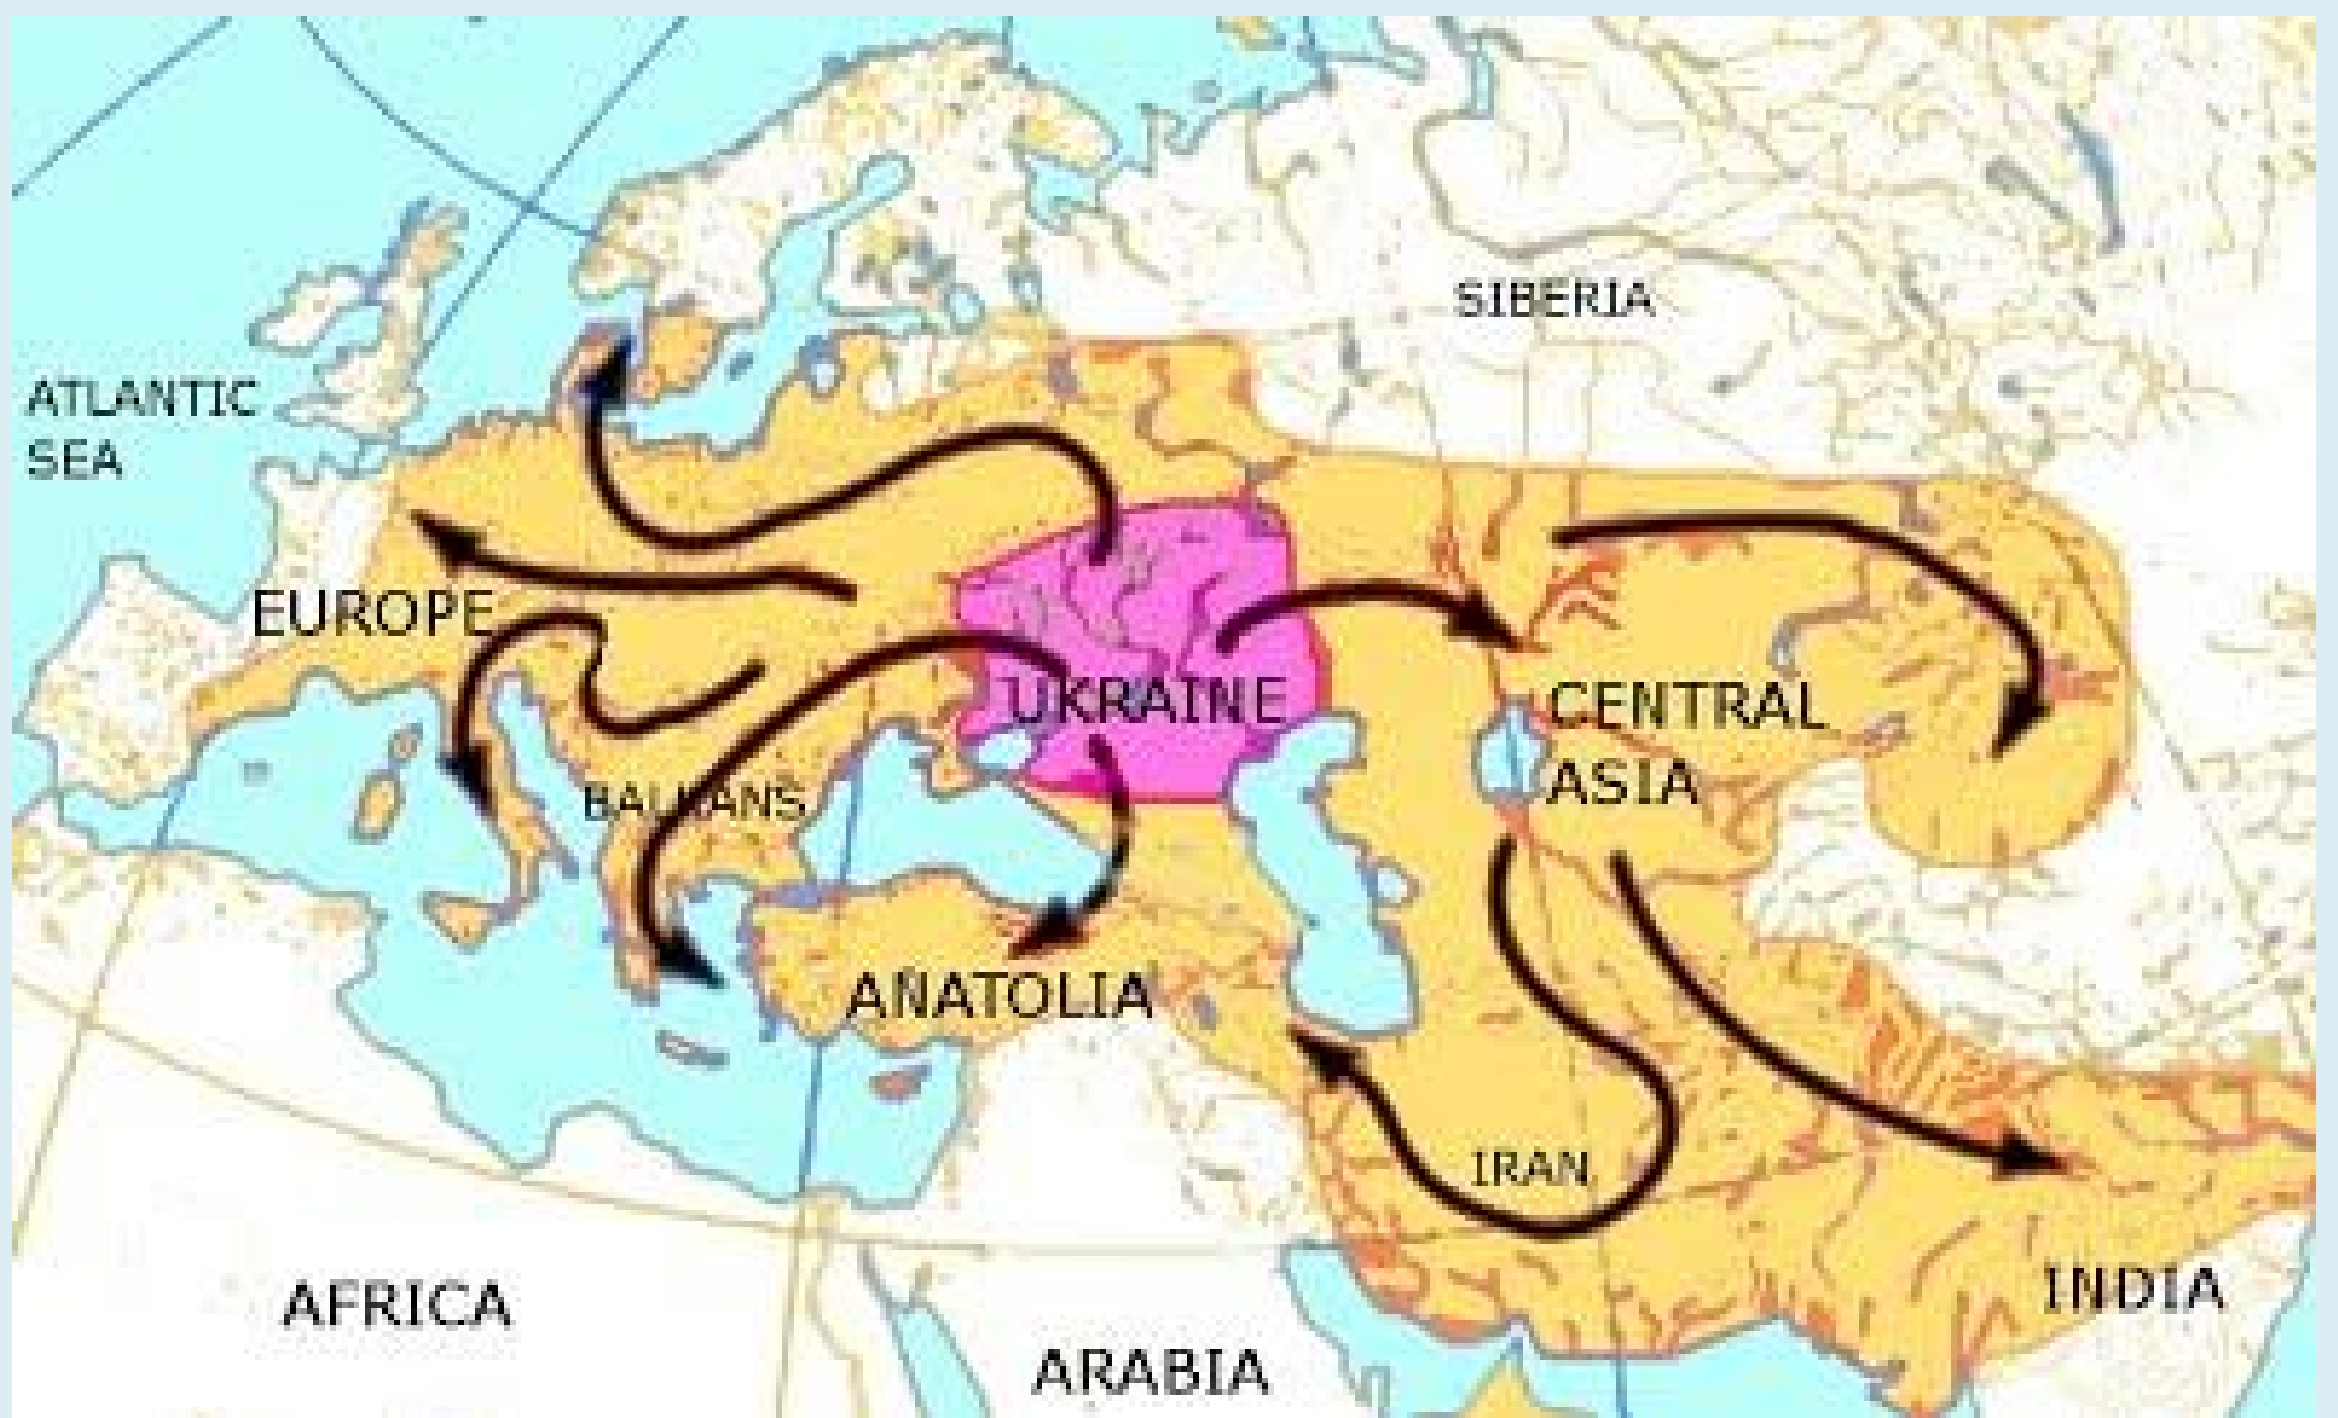 SIBERIA
ATLANTIC
SEA
EUROPE
UKRAINE
CENTRAL
ASIA
BALKANS
ANATOLIA
IRAN
INDIA
AFRICA
ARABIA